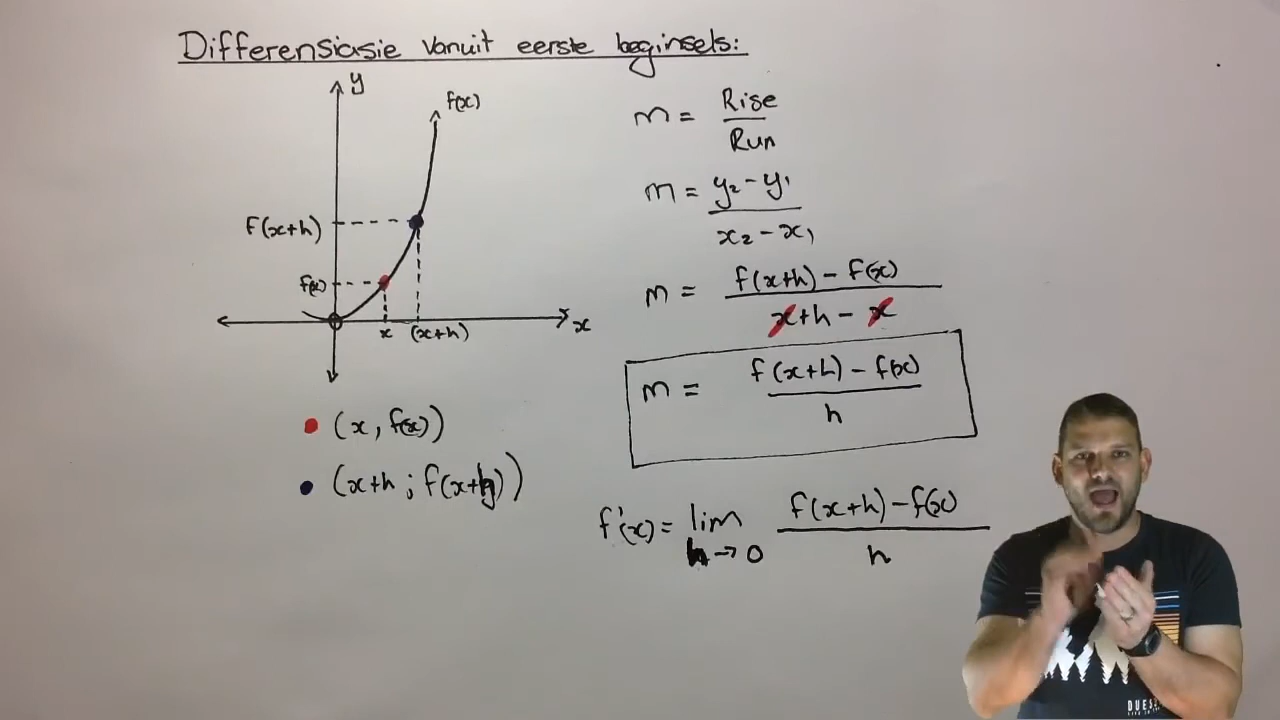 Differensiasie vanuit eerste beginsels:
y
f(x)
F(x+h)
f(x)
x (x+h)
x
(x, f(x))
(x+h ; f(x+h))
m = Rise
Run
m = y₂ - y₁
x₂ - x₁
m = f(x+h) - f(x)
x+h - x
m = f(x+h) - f(x)
h
f'(x) = lim f(x+h) - f(x)
h→0 h